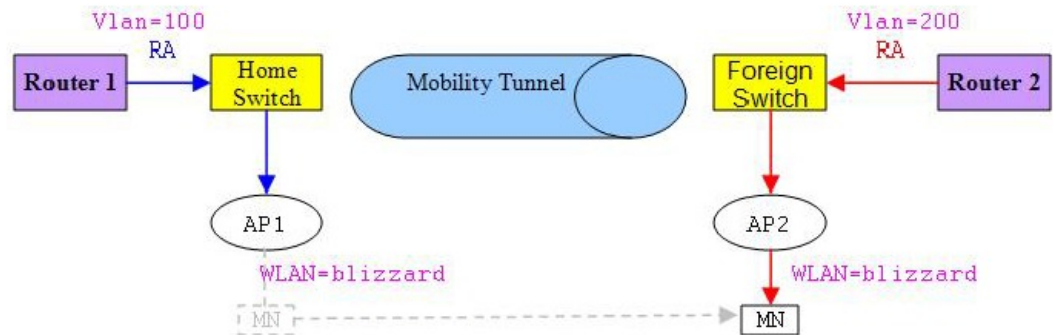 Vlan=100
RA
Router 1
Home
Switch
Mobility Tunnel
Vlan=200
RA
Foreign
Switch
Router 2
AP1
AP2
WLAN=blizzard
WLAN=blizzard
MN
MN